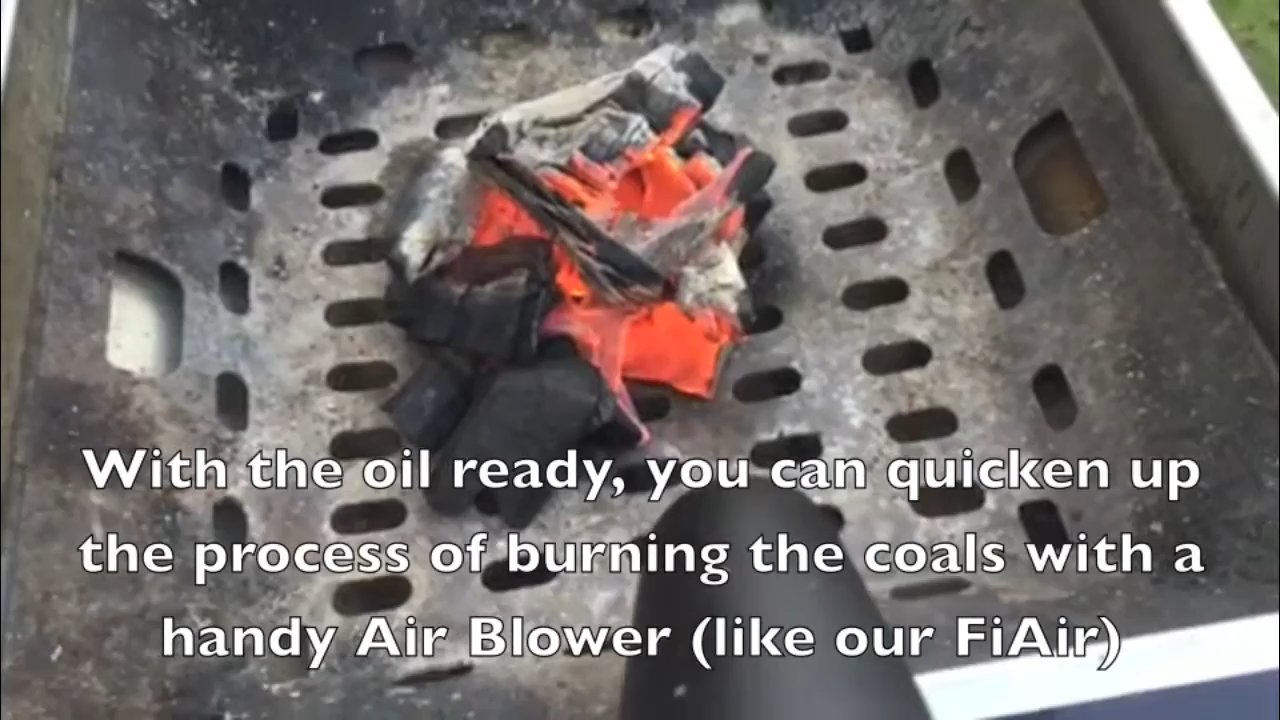 With the oil ready, you can quicken up
the process of burning the coals with a
handy Air Blower (like our FiAir)